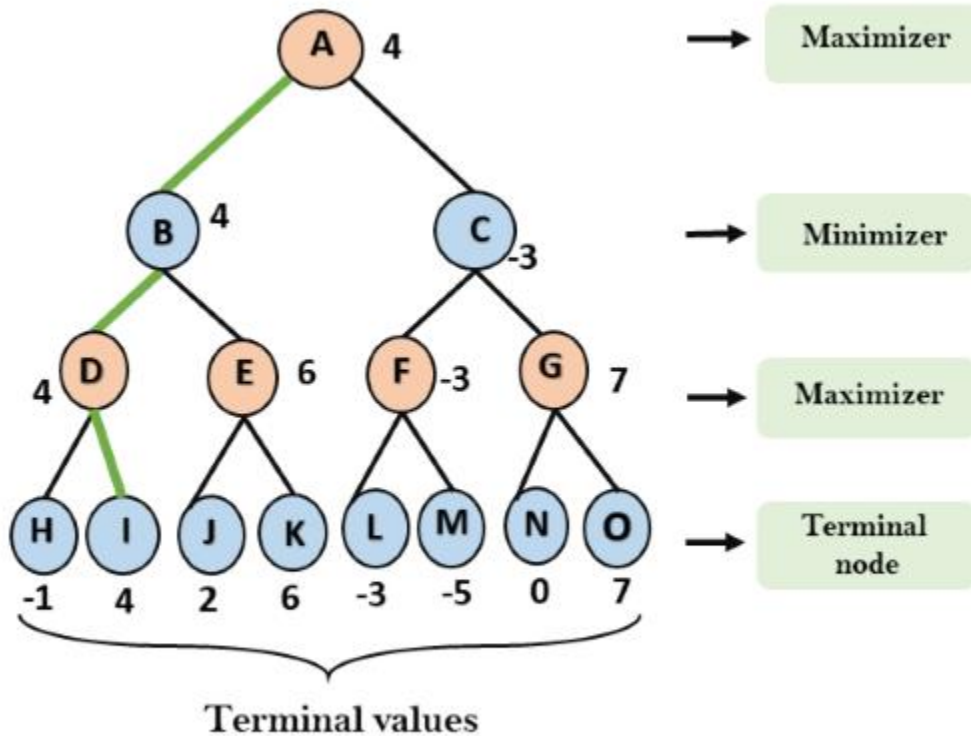 A 4 Maximizer
B 4 C -3 Minimizer
D 4 E 6 F -3 G 7 Maximizer
H I J K L M N O Terminal
node
-1 4 2 6 -3 -5 0 7
Terminal values